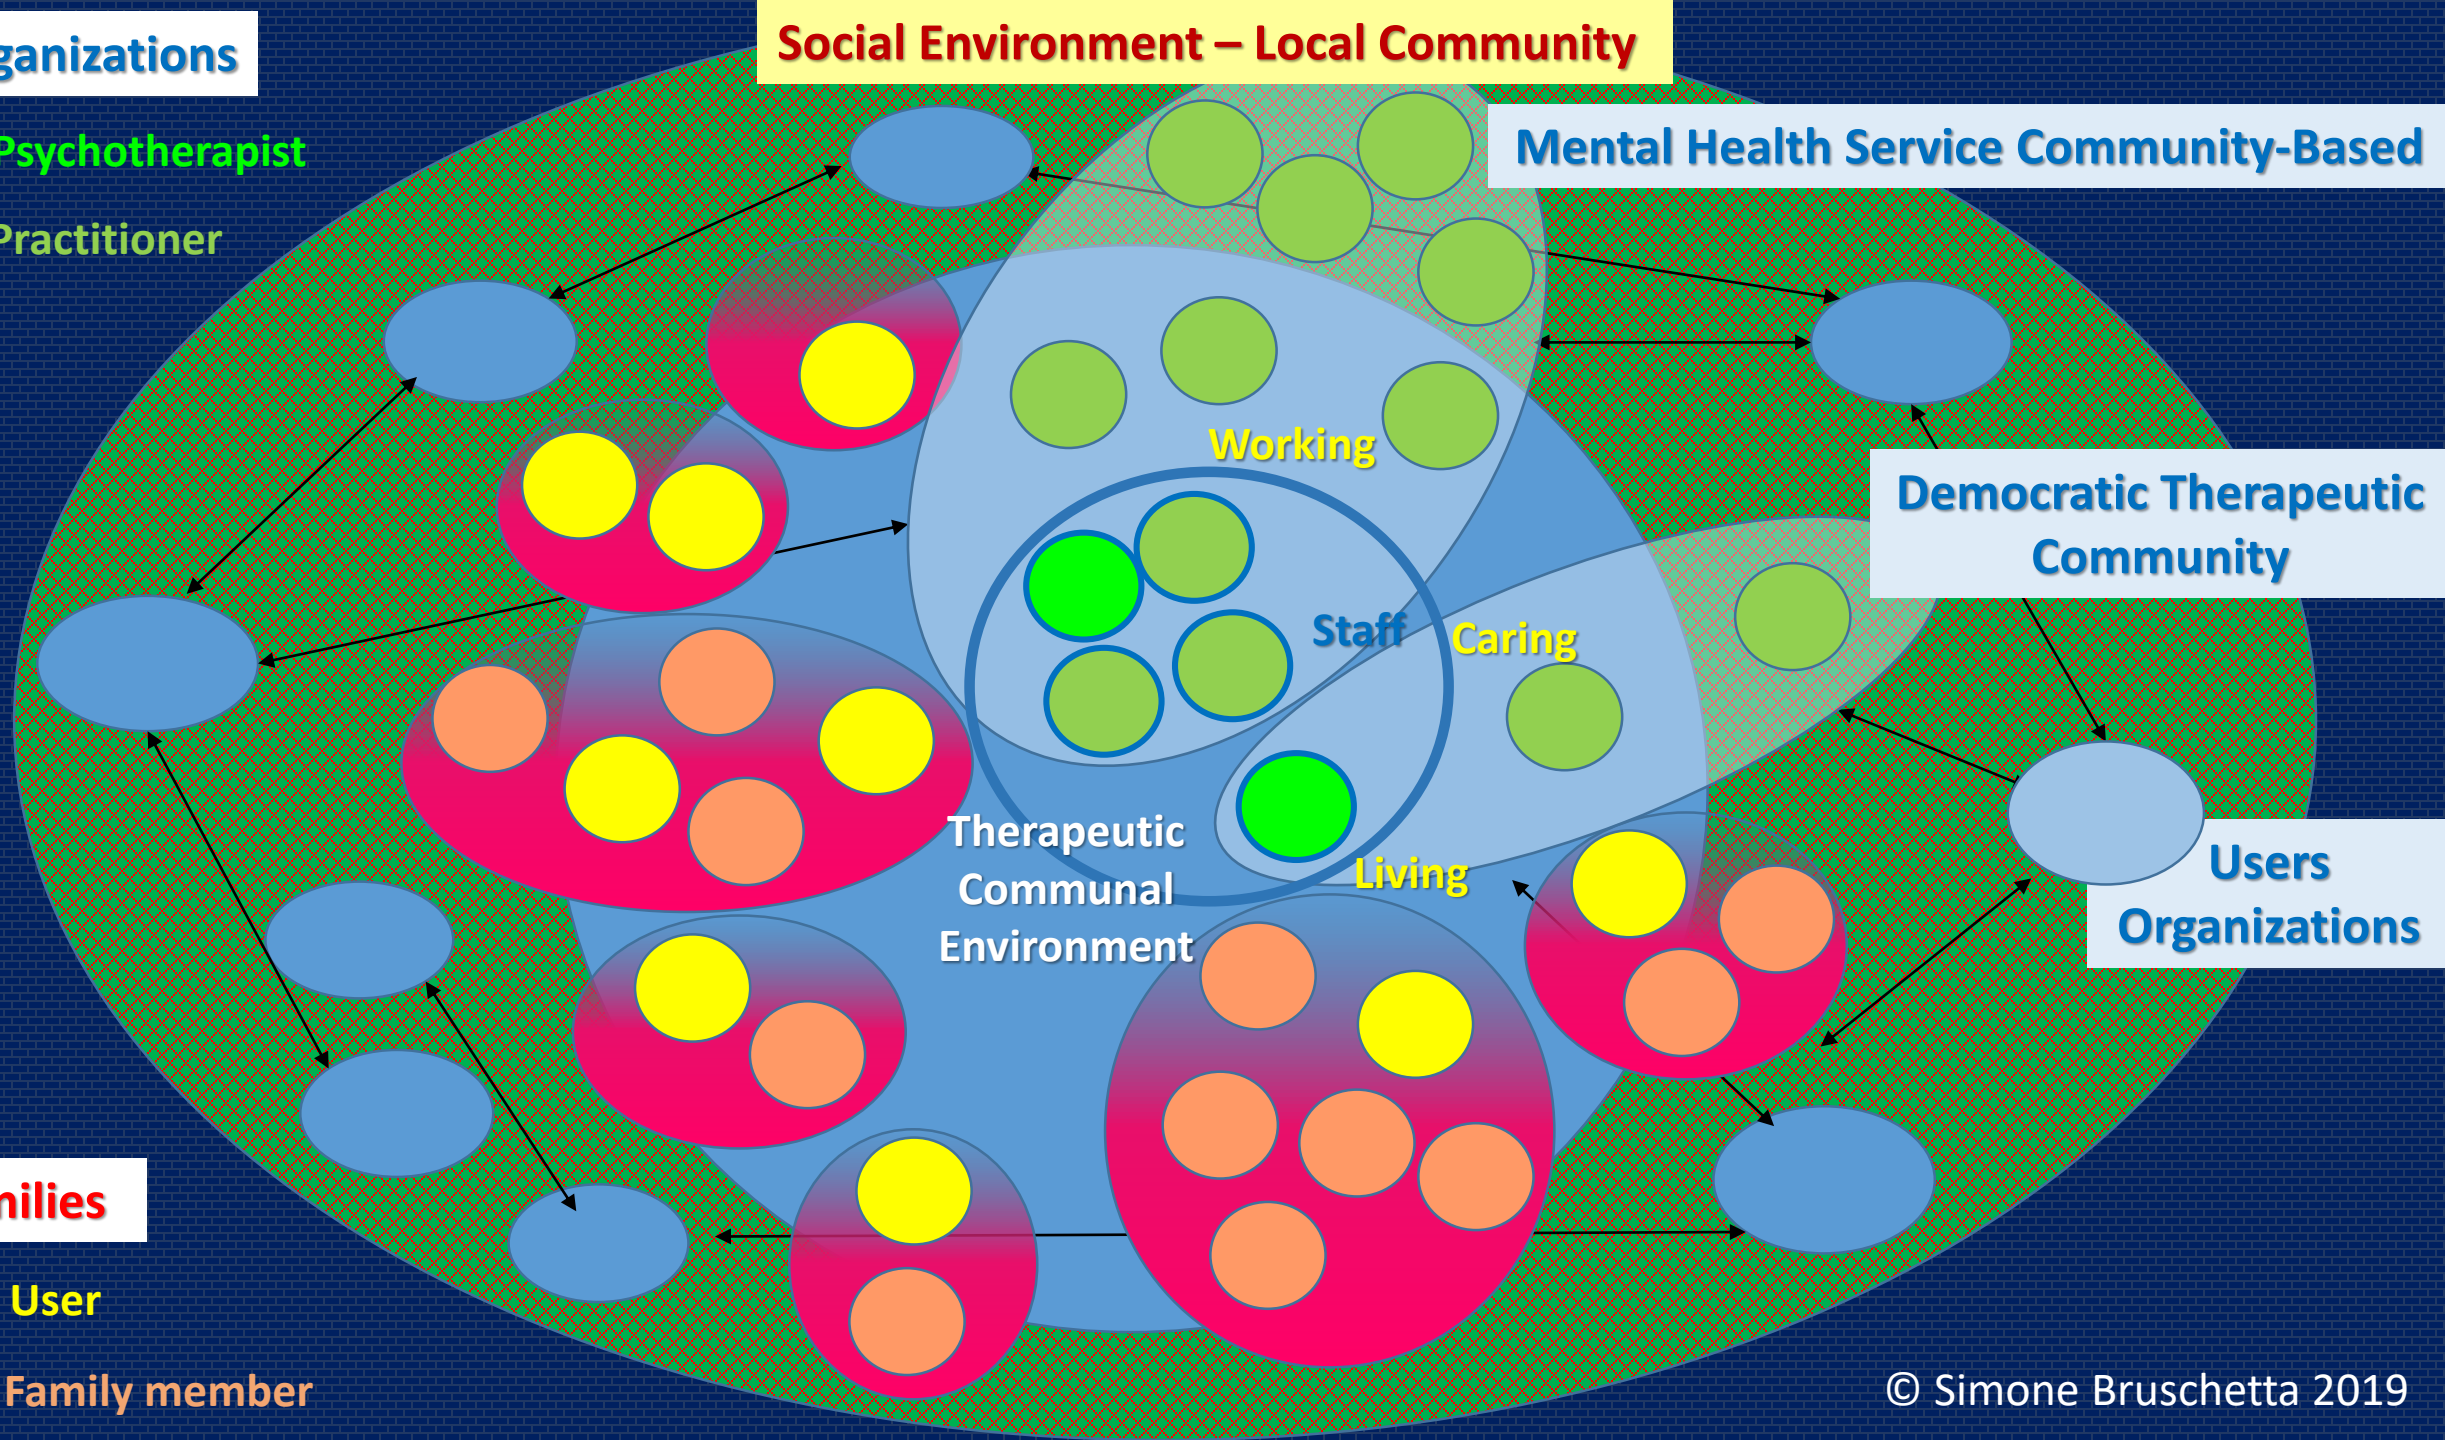 Social Environment – Local Community
ganizations
Psychotherapist
Mental Health Service Community-Based
Practitioner
Working
Democratic Therapeutic
Community
Staff
Caring
Therapeutic
Communal
Environment
Living
Users
Organizations
nilies
User
Family member
© Simone Bruschetta 2019